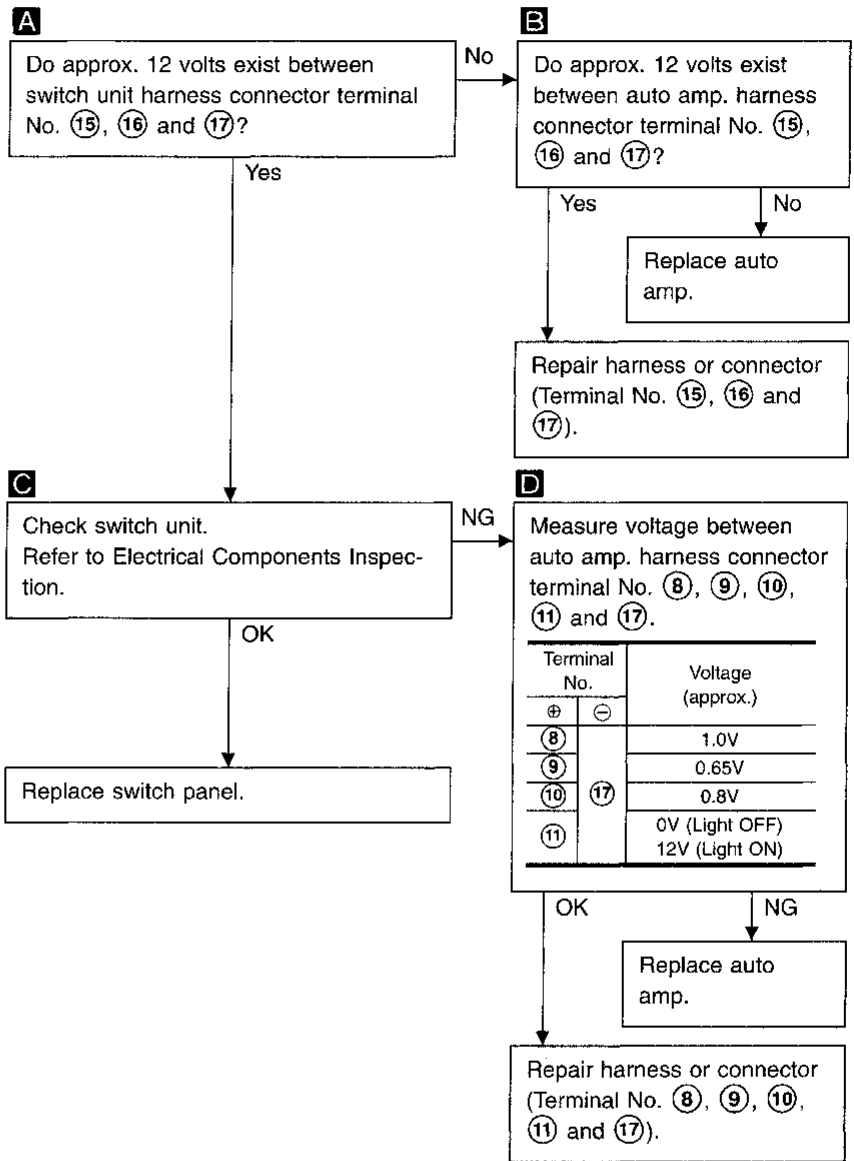 A
Do approx. 12 volts exist between
switch unit harness connector terminal
No. ⑮, ⑯ and ⑰?
No
B
Do approx. 12 volts exist
between auto amp. harness
connector terminal No. ⑮,
⑯ and ⑰?
Yes
Yes
No
Replace auto
amp.
Repair harness or connector
(Terminal No. ⑮, ⑯ and
⑰).
C
Check switch unit.
Refer to Electrical Components Inspec-
tion.
NG
D
Measure voltage between
auto amp. harness connector
terminal No. ⑧, ⑨, ⑩,
⑪ and ⑰.
Terminal
No.
Voltage
(approx.)
⊕ ⊖
⑧ 1.0V
⑨ 0.65V
⑩ ⑰ 0.8V
⑪ 0V (Light OFF)
12V (Light ON)
OK
Replace switch panel.
OK
NG
Replace auto
amp.
Repair harness or connector
(Terminal No. ⑧, ⑨, ⑩,
⑪ and ⑰).